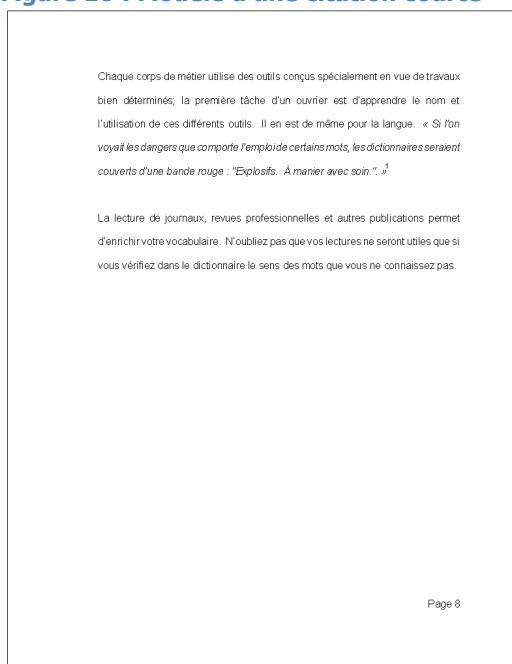 Chaque corps de métier utilise des outils conçus spécialement en vue de travaux
bien déterminés; la première tâche d'un ouvrier est d'apprendre le nom et
l'utilisation de ces différents outils. Il en est de même pour la langue. « Si l'on
voyait les dangers que comporte l'emploi de certains mots, les dictionnaires seraient
couverts d'une bande rouge : "Explosifs. À manier avec soin.". »1
La lecture de journaux, revues professionnelles et autres publications permet
d'enrichir votre vocabulaire. N'oubliez pas que vos lectures ne seront utiles que si
vous vérifiez dans le dictionnaire le sens des mots que vous ne connaissez pas.
Page 8